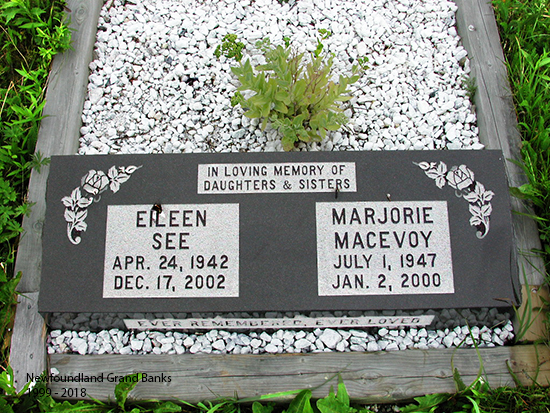 IN LOVING MEMORY OF
DAUGHTERS & SISTERS
EILEEN
SEE
APR. 24, 1942
DEC. 17, 2002
MARJORIE
MACEVOY
JULY 1, 1947
JAN. 2, 2000
EVER REMEMBERED, EVER LOVED
Newfoundland Grand Banks
1999 - 2018